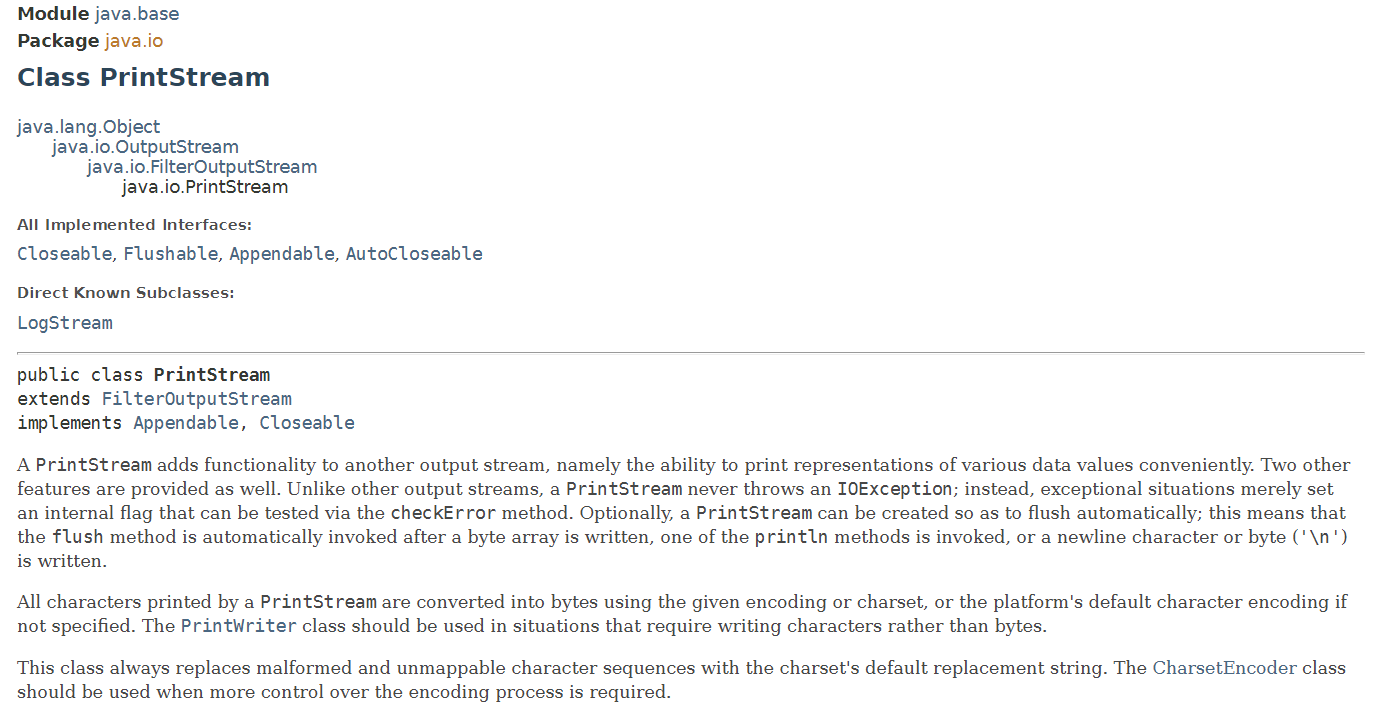 Module java.base
Package java.io
Class PrintStream
java.lang.Object
java.io.OutputStream
java.io.FilterOutputStream
java.io.PrintStream
All Implemented Interfaces:
Closeable, Flushable, Appendable, AutoCloseable
Direct Known Subclasses:
LogStream
public class PrintStream
extends FilterOutputStream
implements Appendable, Closeable
A PrintStream adds functionality to another output stream, namely the ability to print representations of various data values conveniently. Two other
features are provided as well. Unlike other output streams, a PrintStream never throws an IOException; instead, exceptional situations merely set
an internal flag that can be tested via the checkError method. Optionally, a PrintStream can be created so as to flush automatically; this means that
the flush method is automatically invoked after a byte array is written, one of the println methods is invoked, or a newline character or byte ('\n')
is written.
All characters printed by a PrintStream are converted into bytes using the given encoding or charset, or the platform's default character encoding if
not specified. The PrintWriter class should be used in situations that require writing characters rather than bytes.
This class always replaces malformed and unmappable character sequences with the charset's default replacement string. The CharsetEncoder class
should be used when more control over the encoding process is required.